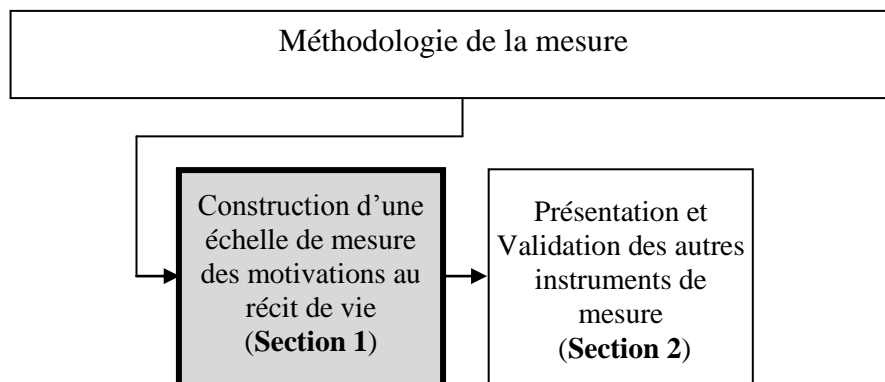 Méthodologie de la mesure
Construction d’une
échelle de mesure
des motivations au
récit de vie
(Section 1)
Présentation et
Validation des autres
instruments de
mesure
(Section 2)